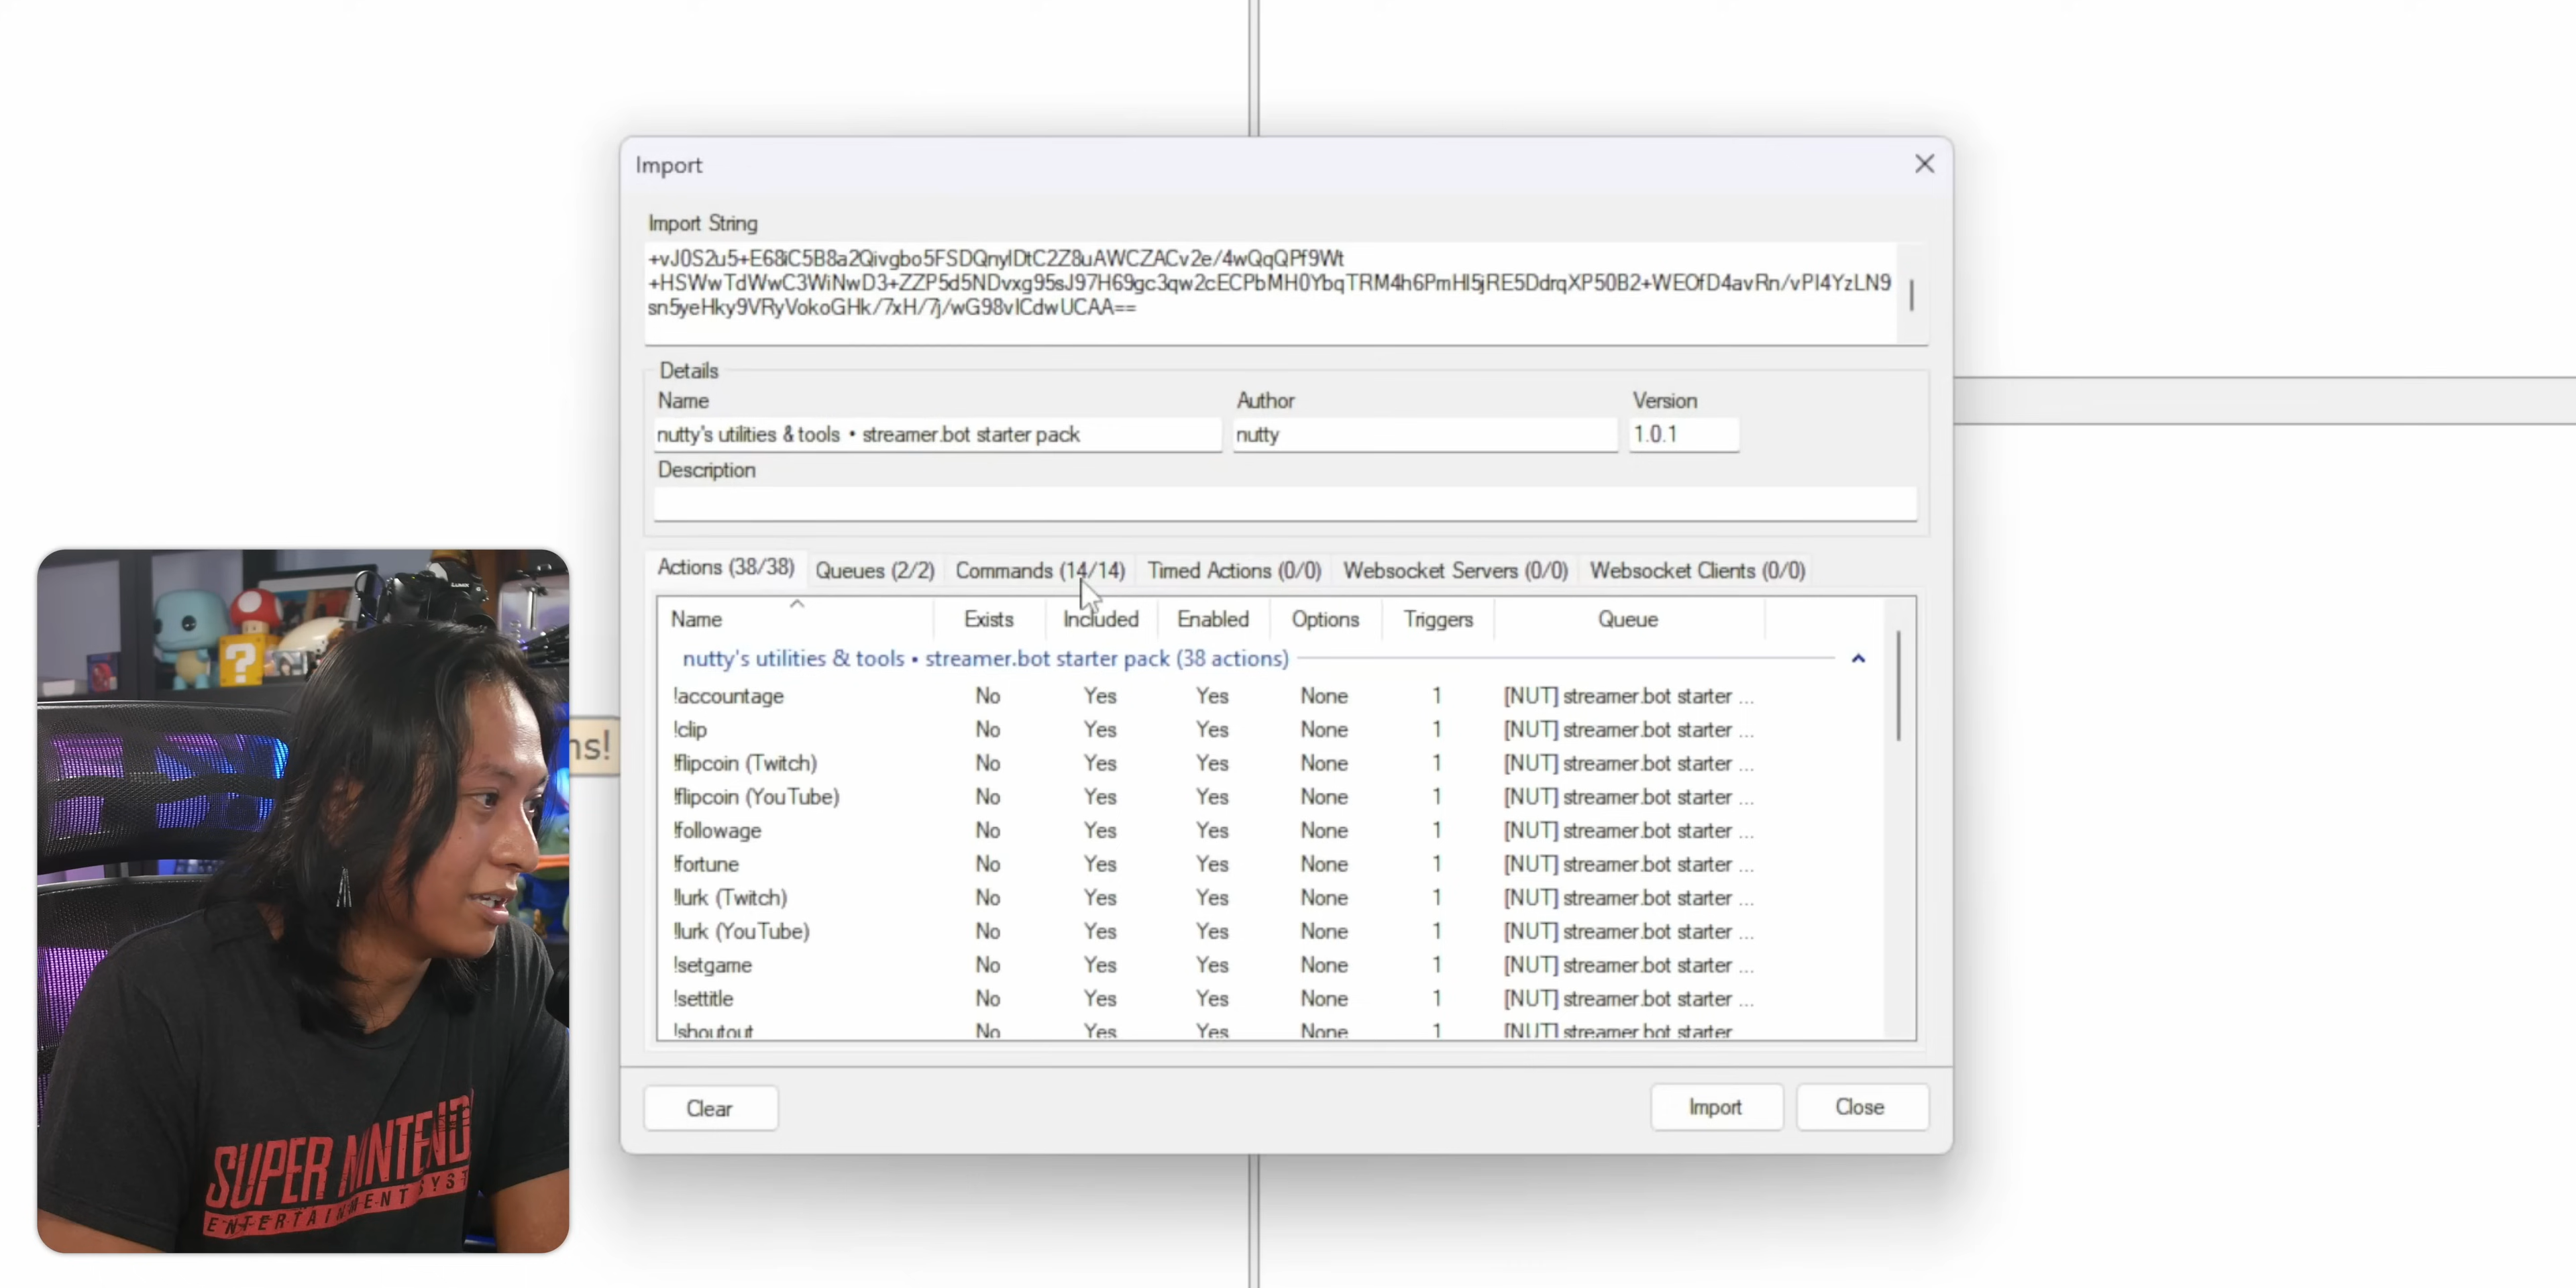 Import
Import String
+vJ0S2u5+E68iC5B8a2Qivgbo5FSDQnylDtC2Z8uAWCZACv2e/4wQqQPf9Wt
+HSWwTdWwC3WiNwD3+ZZP5d5NDvxg95sJ97H69gc3qw2cECPbMH0YbqTRM4h6PmHI5jRE5DdrqXP50B2+WEOfD4avRn/vPI4YzLN9
sn5yeHky9VRyVokoGHk/7xH/7j/wG98vlCdwUCAA==
Details
Name Author Version
nutty's utilities & tools • streamer.bot starter pack nutty 1.0.1
Description
Actions (38/38) Queues (2/2) Commands (14/14) Timed Actions (0/0) Websocket Servers (0/0) Websocket Clients (0/0)
Name Exists Included Enabled Options Triggers Queue
nutty's utilities & tools • streamer.bot starter pack (38 actions)
!accountage No Yes Yes None 1 [NUT] streamer.bot starter ...
!clip No Yes Yes None 1 [NUT] streamer.bot starter ...
!flipcoin (Twitch) No Yes Yes None 1 [NUT] streamer.bot starter ...
!flipcoin (YouTube) No Yes Yes None 1 [NUT] streamer.bot starter ...
!followage No Yes Yes None 1 [NUT] streamer.bot starter ...
!fortune No Yes Yes None 1 [NUT] streamer.bot starter ...
!lurk (Twitch) No Yes Yes None 1 [NUT] streamer.bot starter ...
!lurk (YouTube) No Yes Yes None 1 [NUT] streamer.bot starter ...
!setgame No Yes Yes None 1 [NUT] streamer.bot starter ...
!settitle No Yes Yes None 1 [NUT] streamer.bot starter ...
!shoutout No Yes Yes None 1 [NUT] streamer.bot starter ...
Clear Import Close
ns!
?
LUMIX
SUPER NINTEND
ENTERTAINMENT SYST